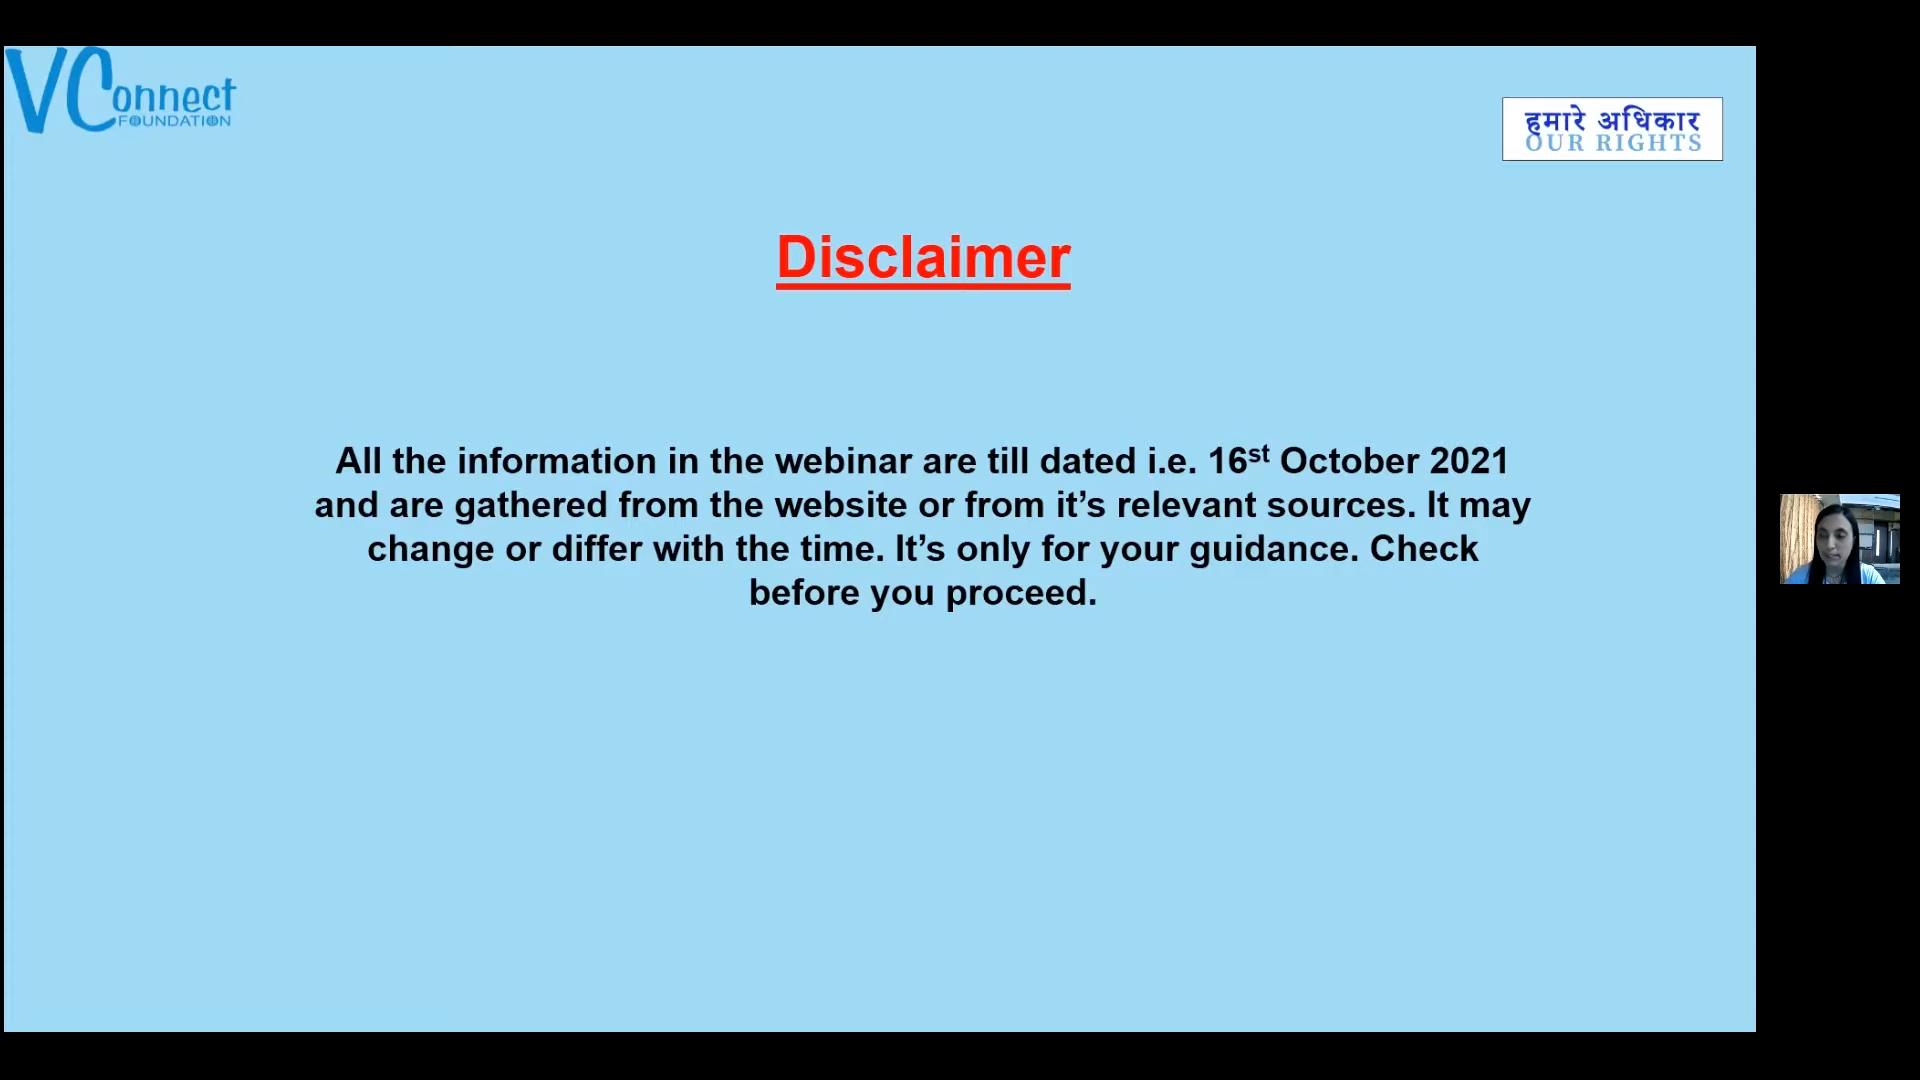 VConnect
FOUNDATION
हमारे अधिकार
OUR RIGHTS
Disclaimer
All the information in the webinar are till dated i.e. 16st October 2021
and are gathered from the website or from it’s relevant sources. It may
change or differ with the time. It’s only for your guidance. Check
before you proceed.